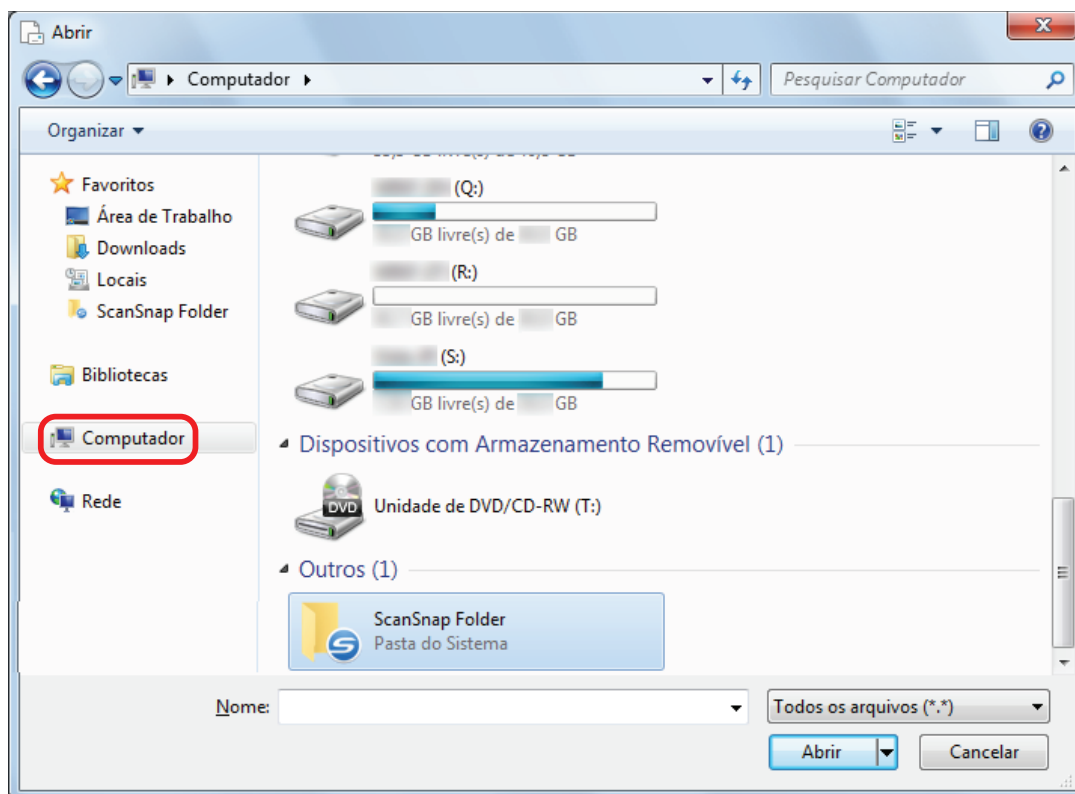 Abrir
Computador
Pesquisar Computador
Organizar
Favoritos
Área de Trabalho
Downloads
Locais
ScanSnap Folder
Bibliotecas
Computador
Rede
(Q:)
GB livre(s) de GB
(R:)
GB livre(s) de GB
(S:)
GB livre(s) de GB
Dispositivos com Armazenamento Removível (1)
DVD
Unidade de DVD/CD-RW (T:)
Outros (1)
ScanSnap Folder
Pasta do Sistema
Nome:
Todos os arquivos (*.*)
Abrir
Cancelar